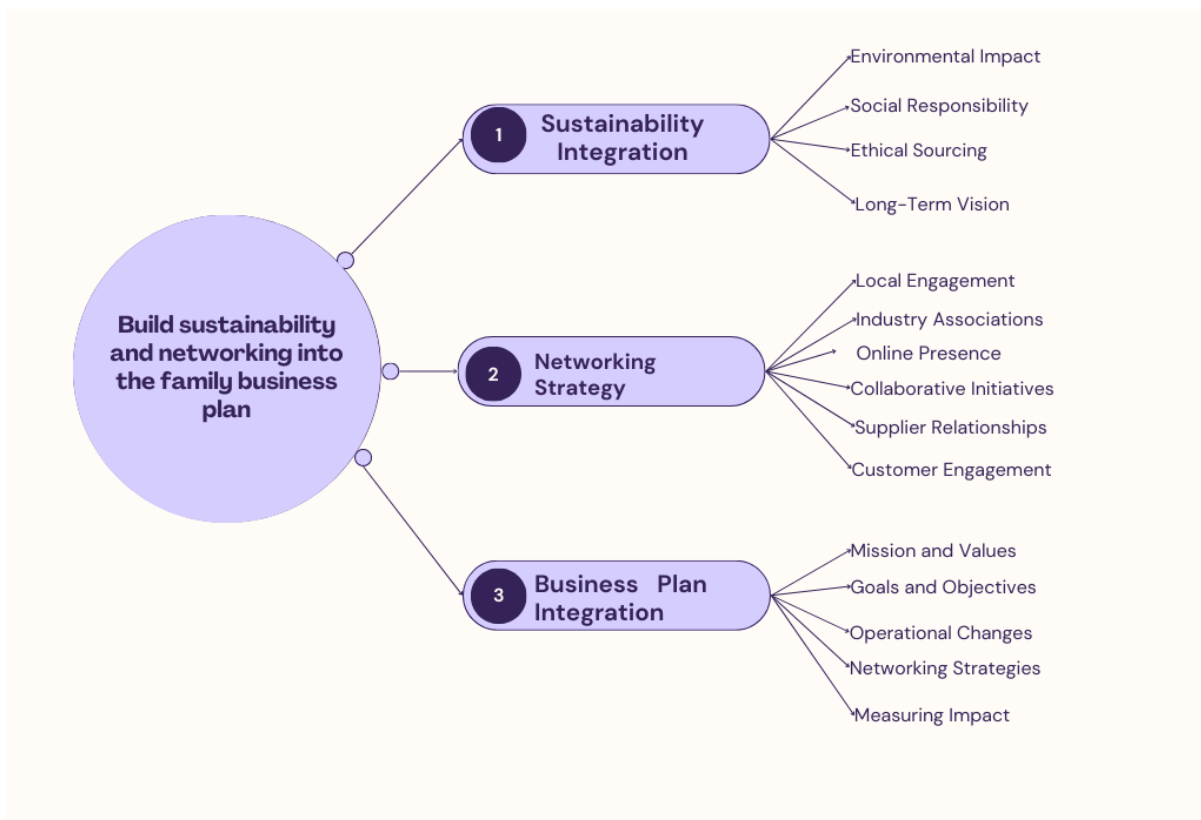 Build sustainability
and networking into
the family business
plan
1
Sustainability
Integration
Environmental Impact
Social Responsibility
Ethical Sourcing
Long-Term Vision
2
Networking
Strategy
Local Engagement
Industry Associations
Online Presence
Collaborative Initiatives
Supplier Relationships
Customer Engagement
3
Business Plan
Integration
Mission and Values
Goals and Objectives
Operational Changes
Networking Strategies
Measuring Impact